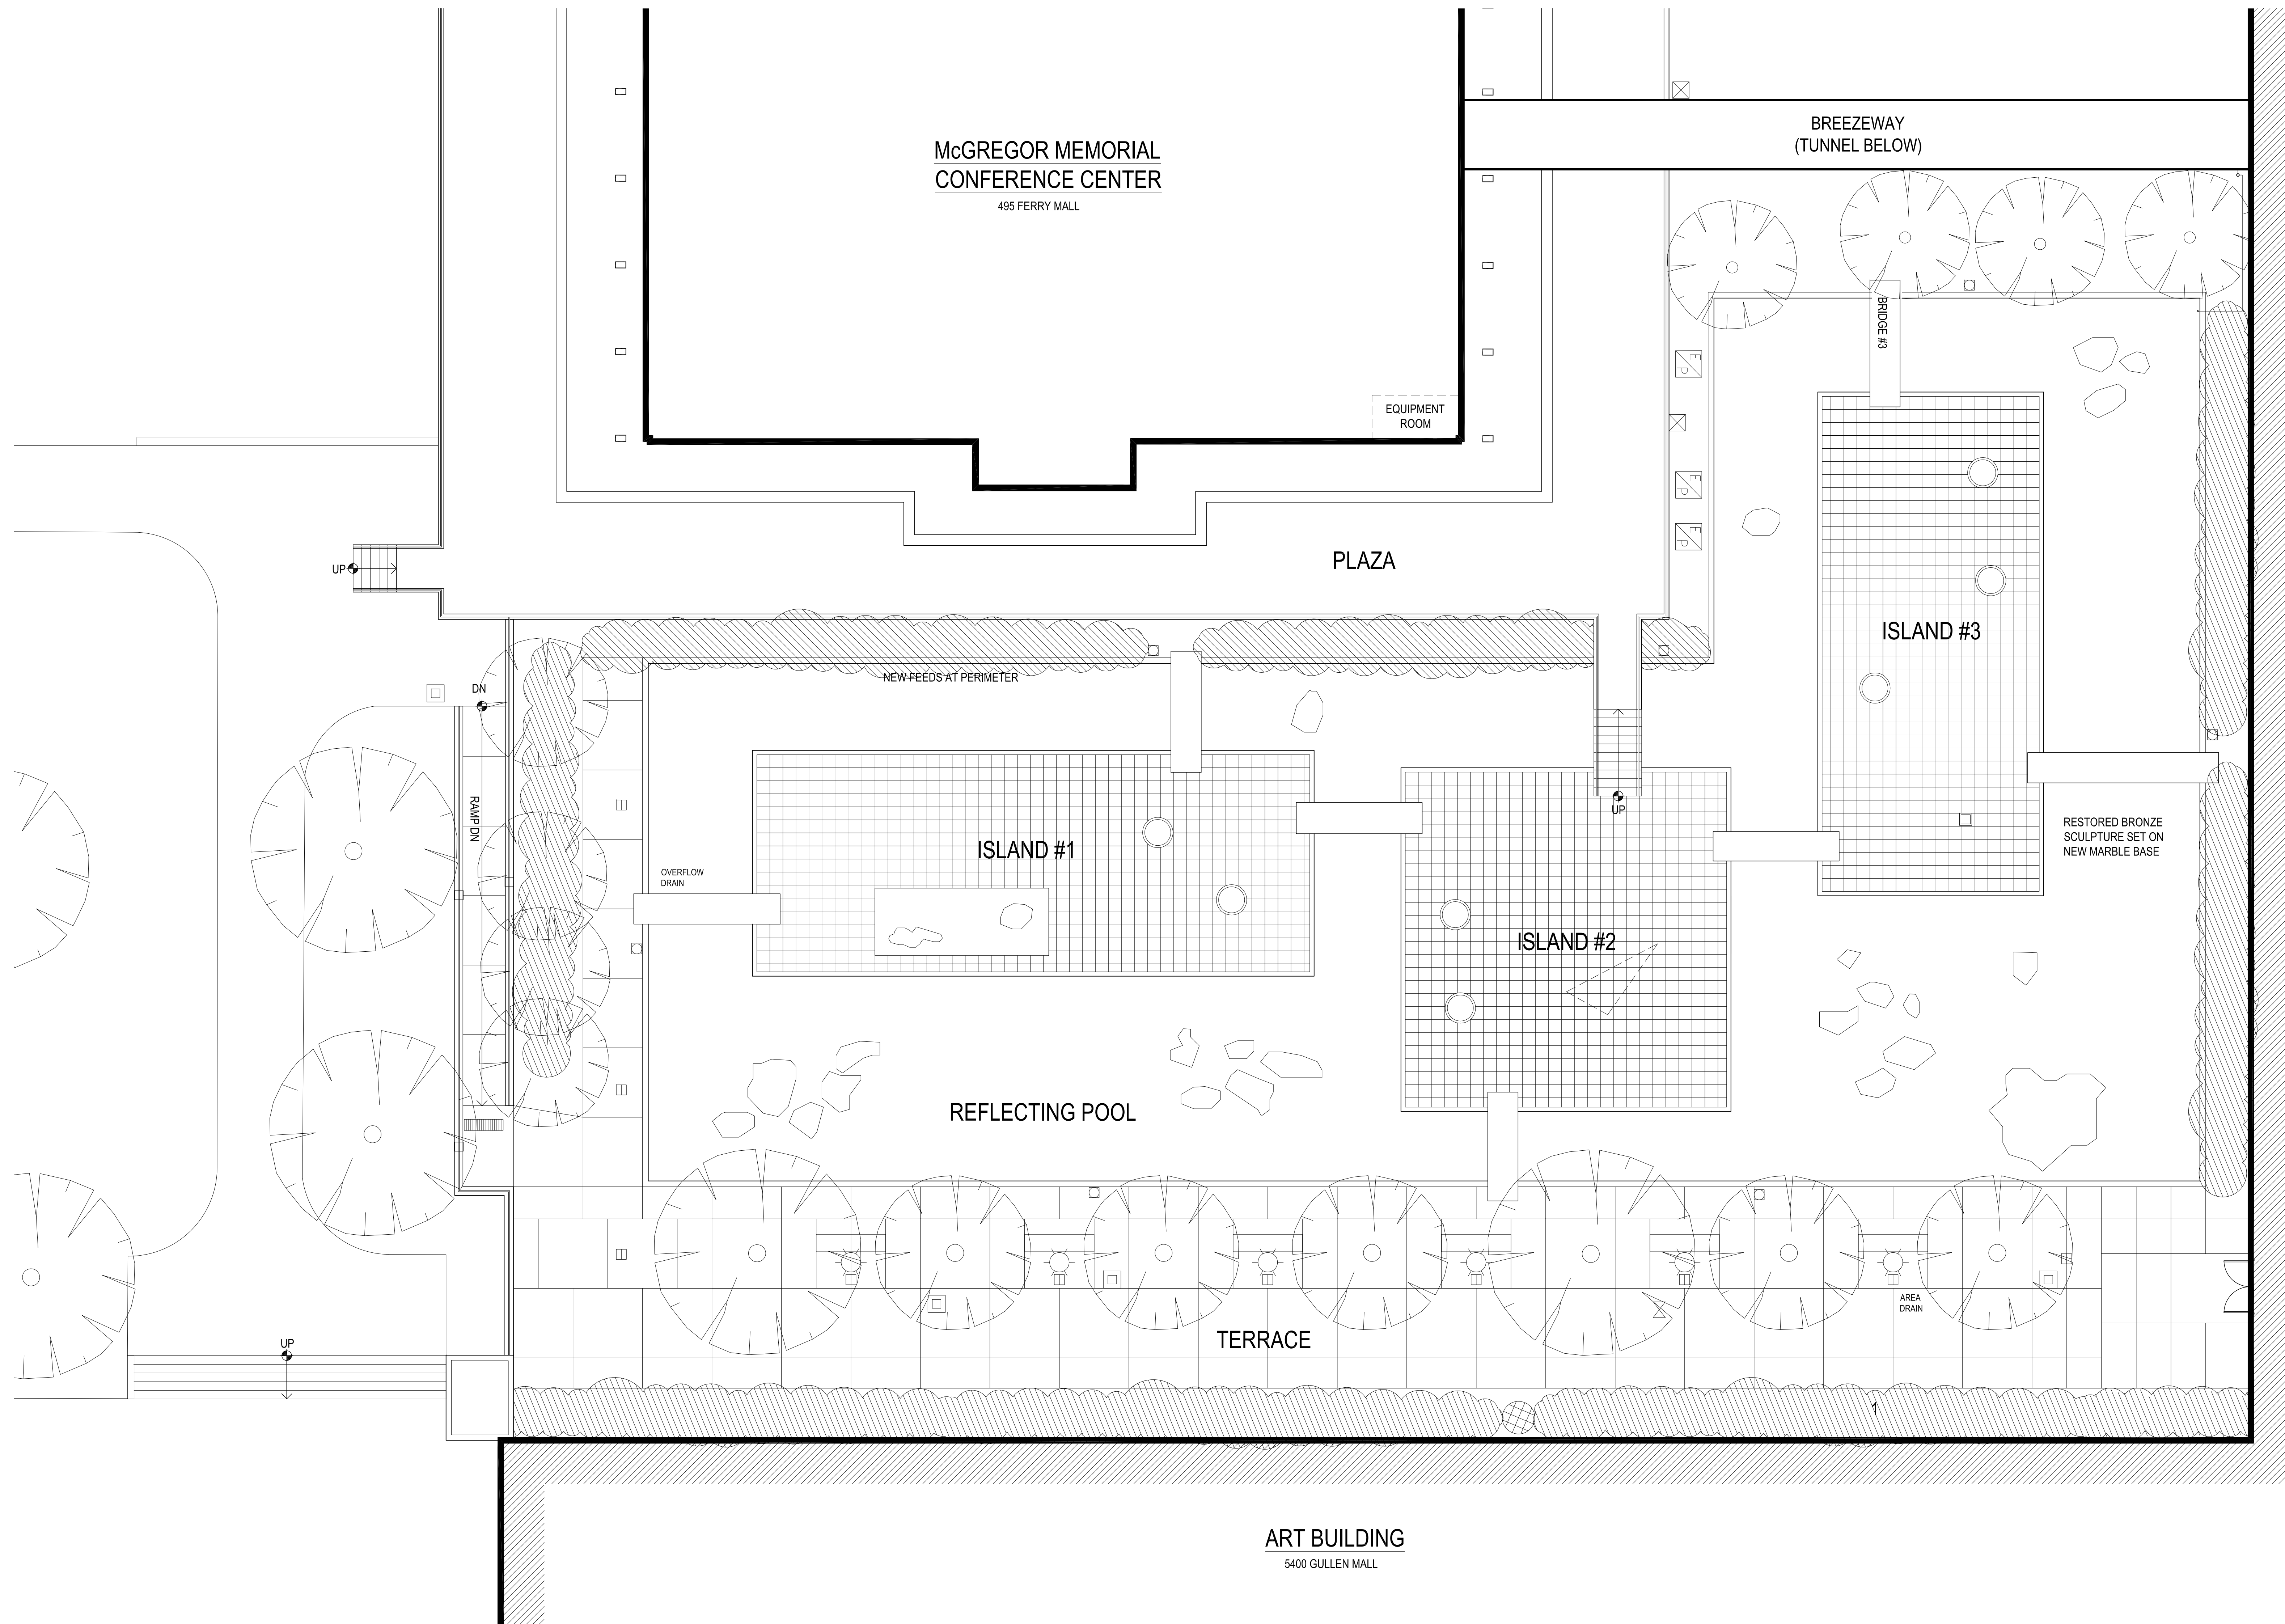 McGREGOR MEMORIAL
CONFERENCE CENTER
495 FERRY MALL
BREEZEWAY
(TUNNEL BELOW)
BRIDGE #3
E
P
EQUIPMENT
ROOM
E
P
E
P
PLAZA
UP
ISLAND #3
NEW FEEDS AT PERIMETER
DN
RAMP DN
UP
ISLAND #1
RESTORED BRONZE
SCULPTURE SET ON
NEW MARBLE BASE
OVERFLOW
DRAIN
ISLAND #2
REFLECTING POOL
AREA
DRAIN
TERRACE
UP
1
ART BUILDING
5400 GULLEN MALL